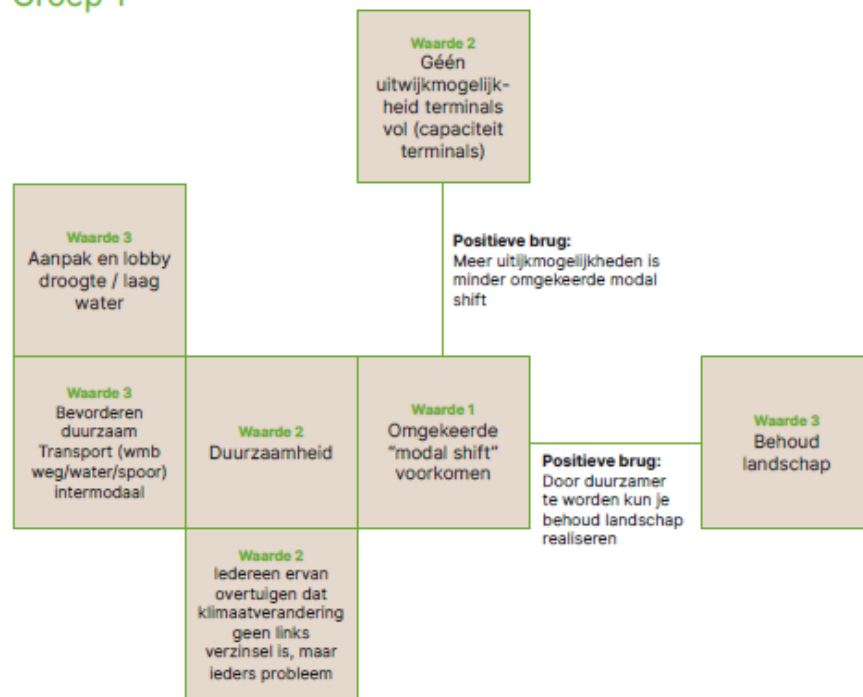 Waarde 2
Géén
uitwijkmogelijk-
heid terminals
vol (capaciteit
terminals)
Waarde 3
Aanpak en lobby
droogte / laag
water
Positieve brug:
Meer uitijkmogelijkheden is
minder omgekeerde modal
shift
Waarde 3
Bevorderen
duurzaam
Transport (wmb
weg/water/spoor)
intermodaal
Waarde 2
Duurzaamheid
Waarde 1
Omgekeerde
“modal shift”
voorkomen
Positieve brug:
Door duurzamer
te worden kun je
behoud landschap
realiseren
Waarde 3
Behoud
landschap
Waarde 2
Iedereen ervan
overtuigen dat
klimaatverandering
geen links
verzinsel is, maar
ieders probleem